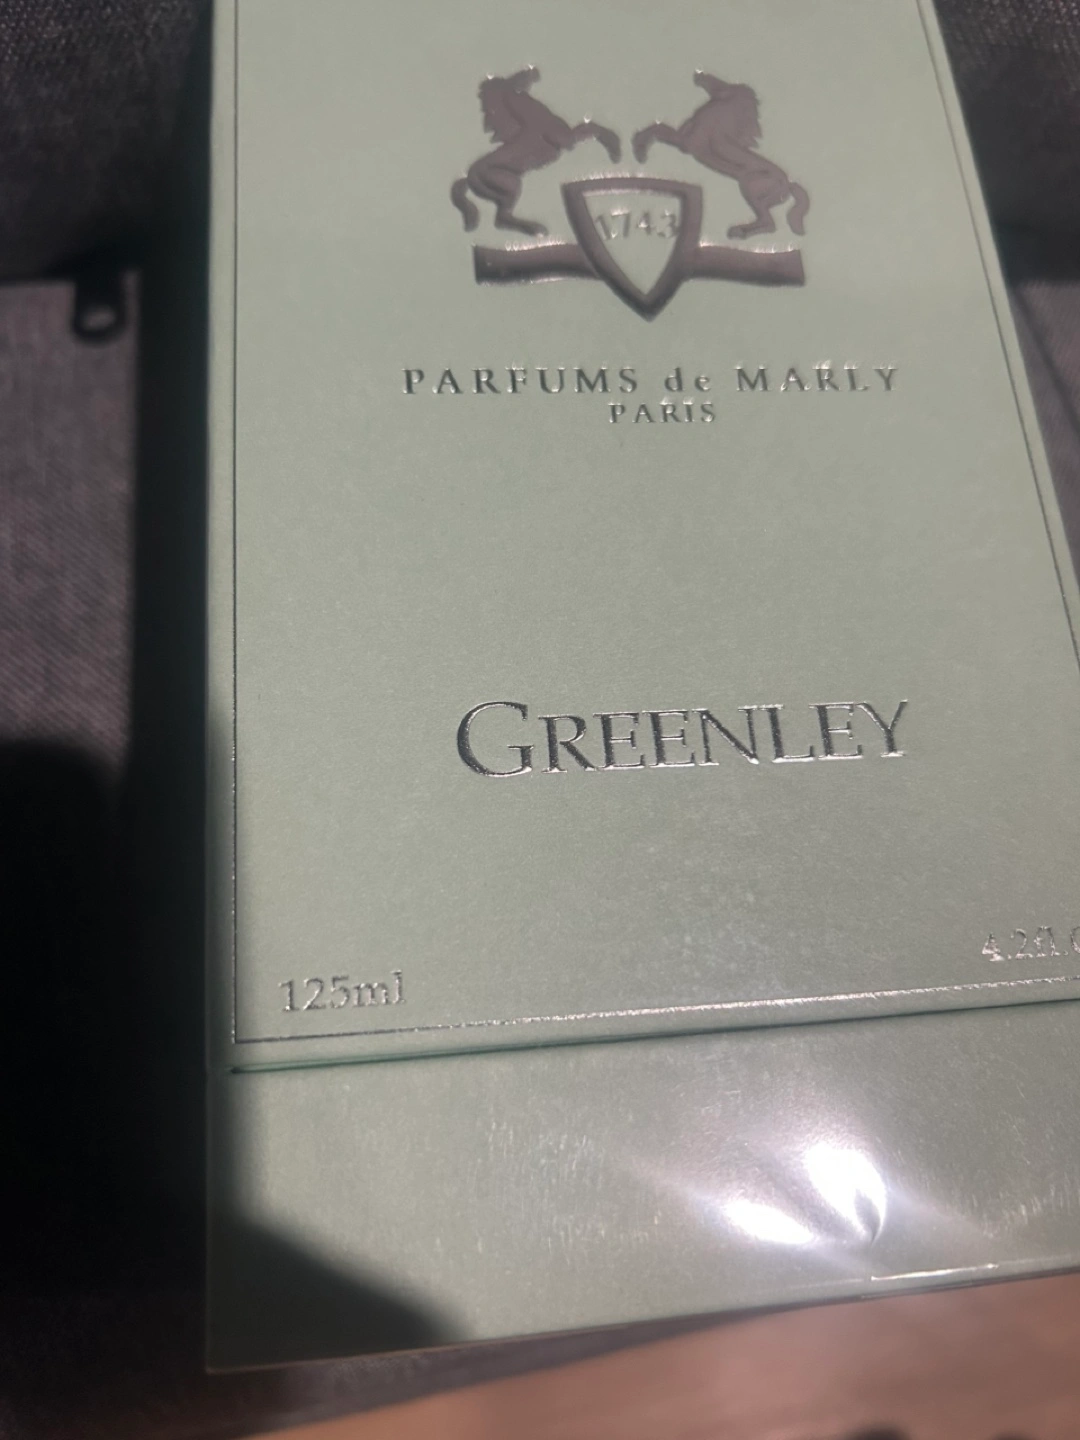 1743
PARFUMS de MARLY
PARIS
GREENLEY
125ml
4.2fl.